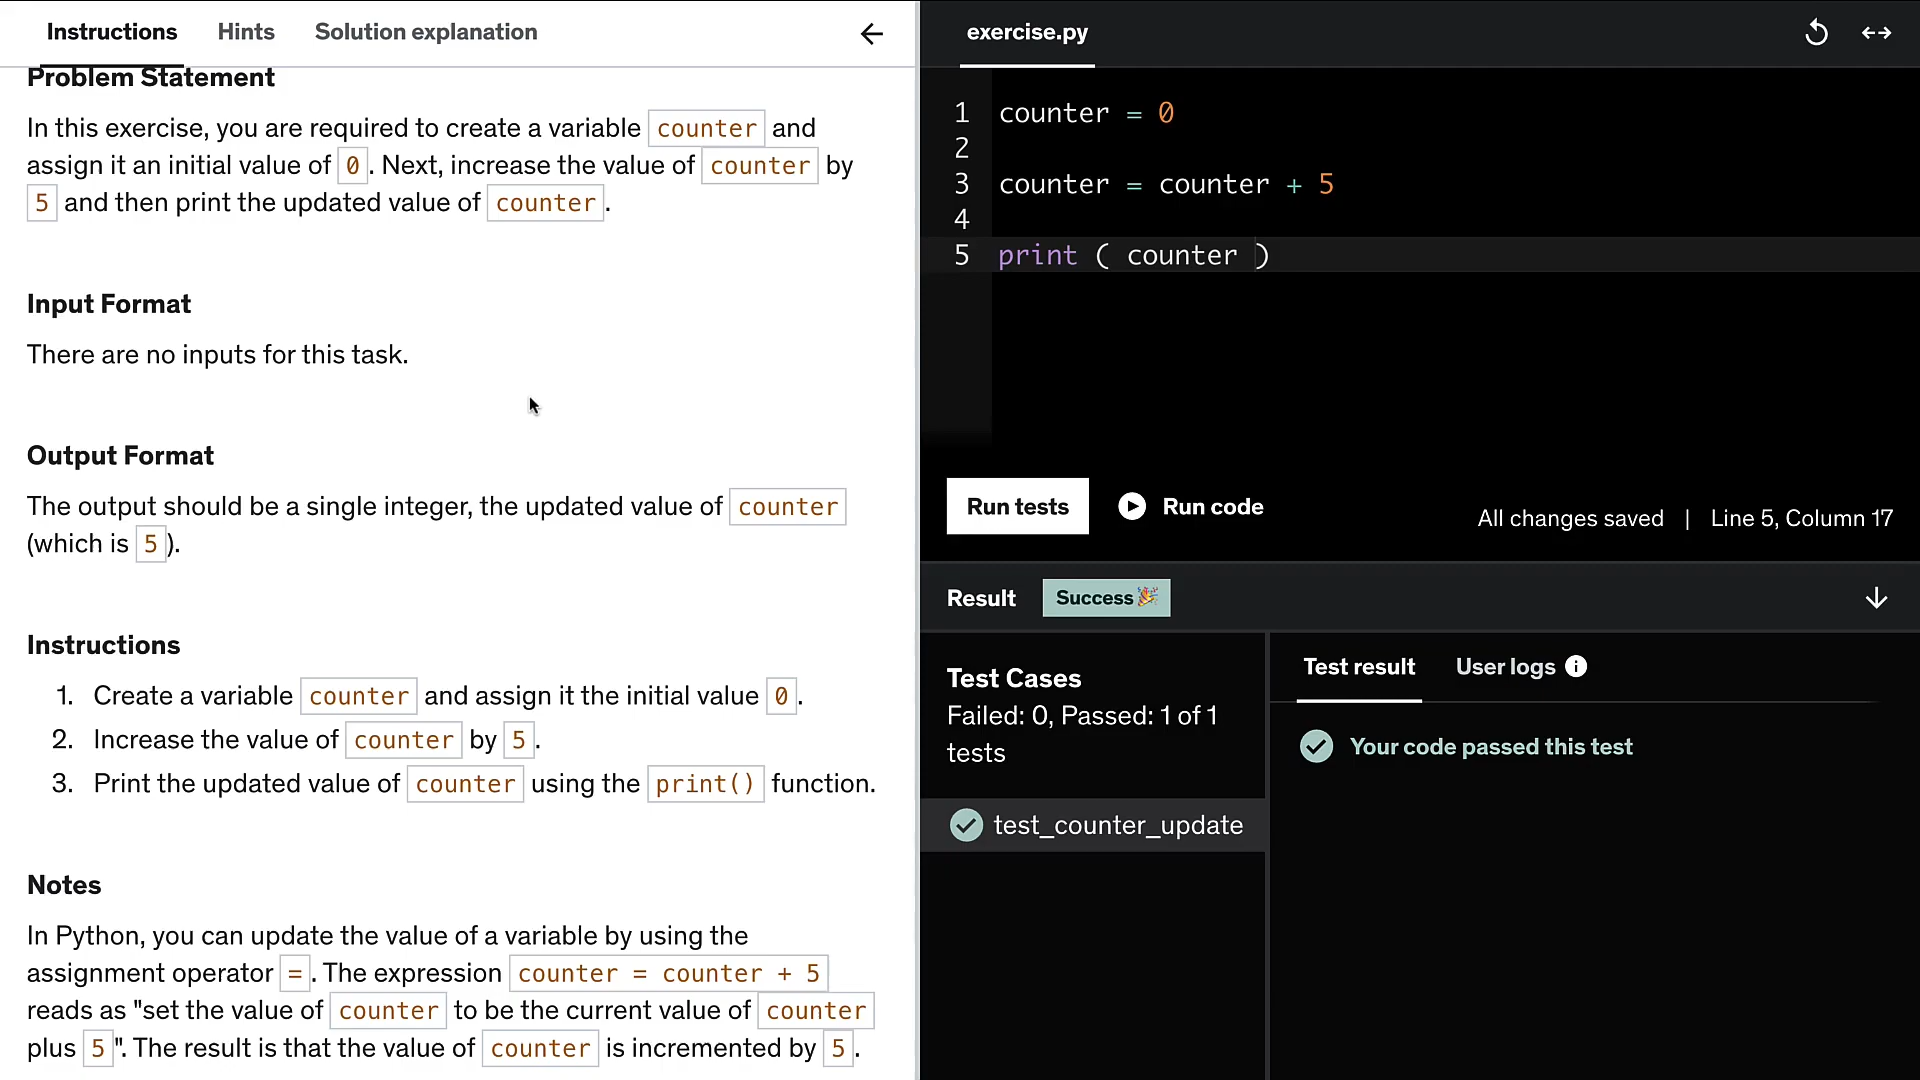 Instructions Hints Solution explanation
Problem Statement
In this exercise, you are required to create a variable counter and
assign it an initial value of 0. Next, increase the value of counter by
5 and then print the updated value of counter.
Input Format
There are no inputs for this task.
Output Format
The output should be a single integer, the updated value of counter
(which is 5).
Instructions
1. Create a variable counter and assign it the initial value 0.
2. Increase the value of counter by 5.
3. Print the updated value of counter using the print() function.
Notes
In Python, you can update the value of a variable by using the
assignment operator =. The expression counter = counter + 5
reads as "set the value of counter to be the current value of counter
plus 5". The result is that the value of counter is incremented by 5.
exercise.py
1 counter = 0
2
3 counter = counter + 5
4
5 print ( counter )
Run tests Run code
All changes saved | Line 5, Column 17
Result Success🎉
Test Cases
Failed: 0, Passed: 1 of 1
tests
test_counter_update
Test result User logs
Your code passed this test